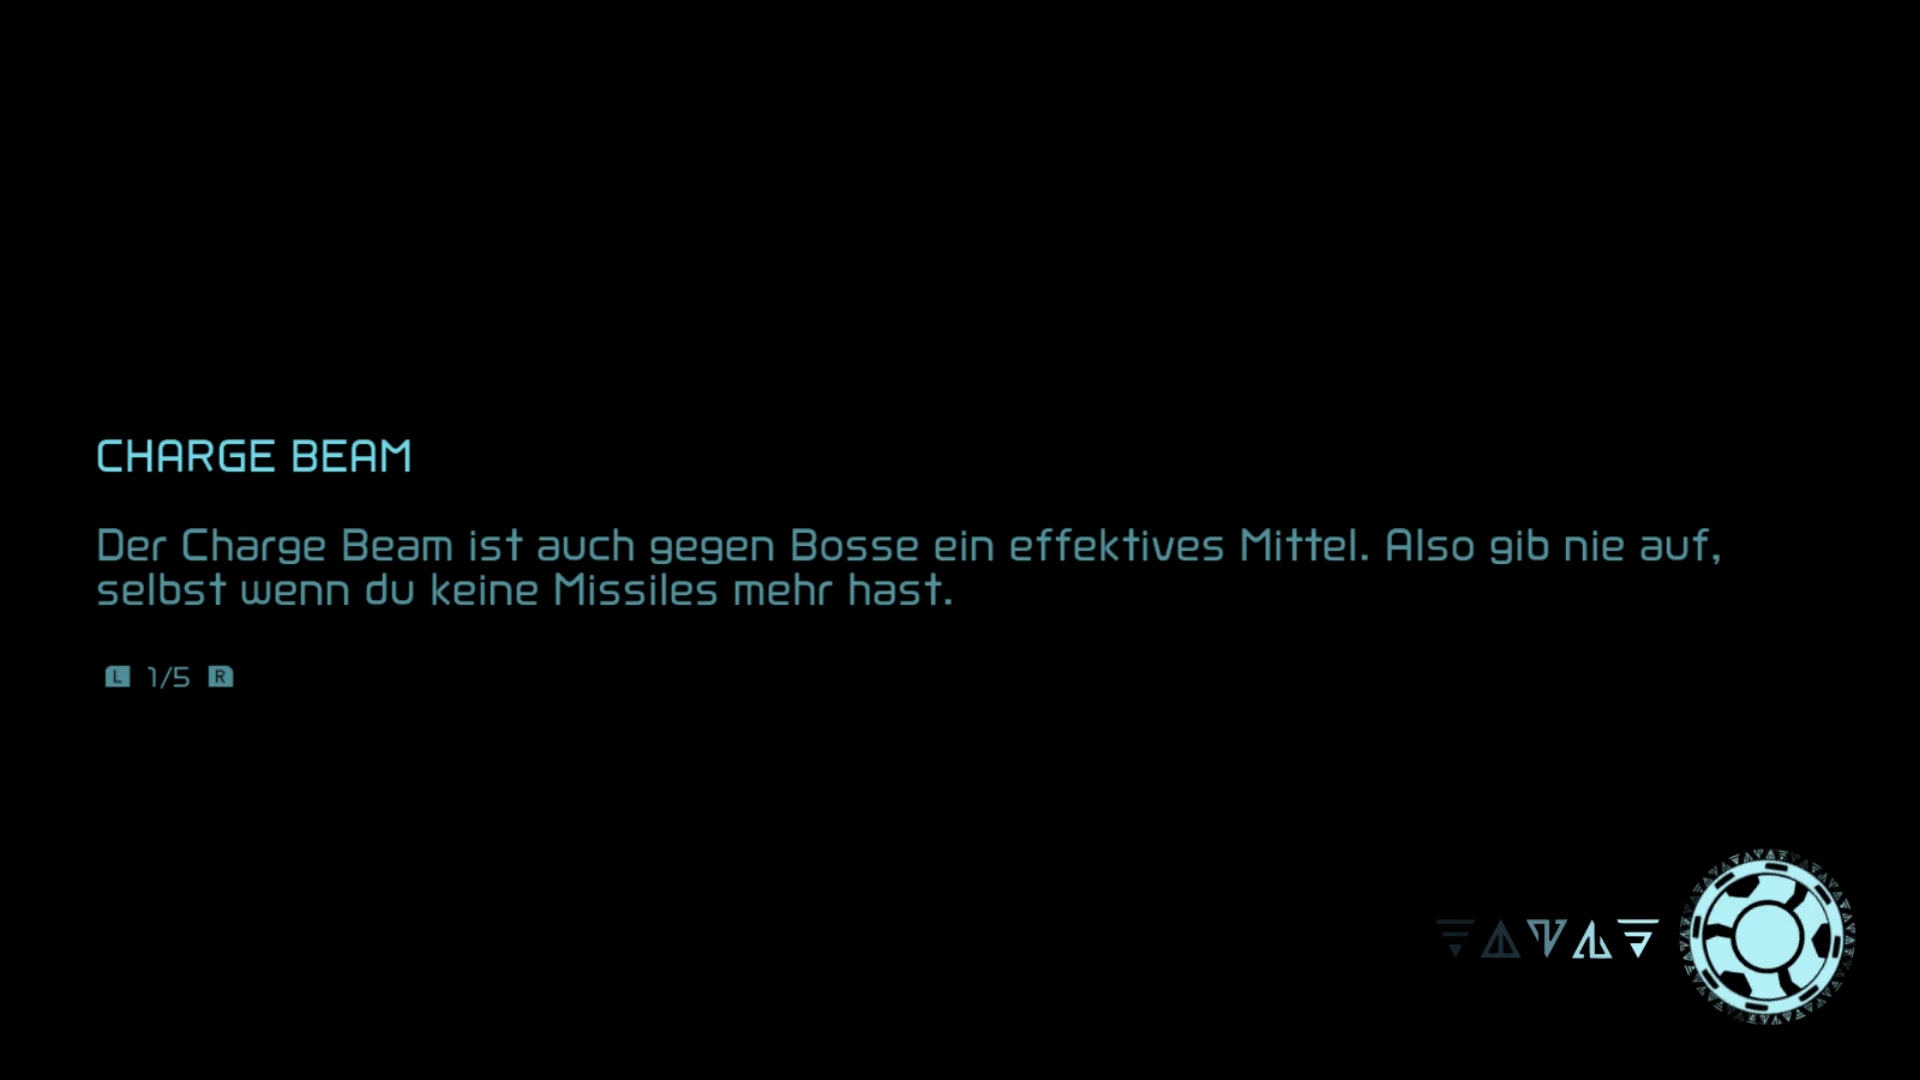 CHARGE BEAM
Der Charge Beam ist auch gegen Bosse ein effektives Mittel. Also gib nie auf,
selbst wenn du keine Missiles mehr hast.
L 1/5 R